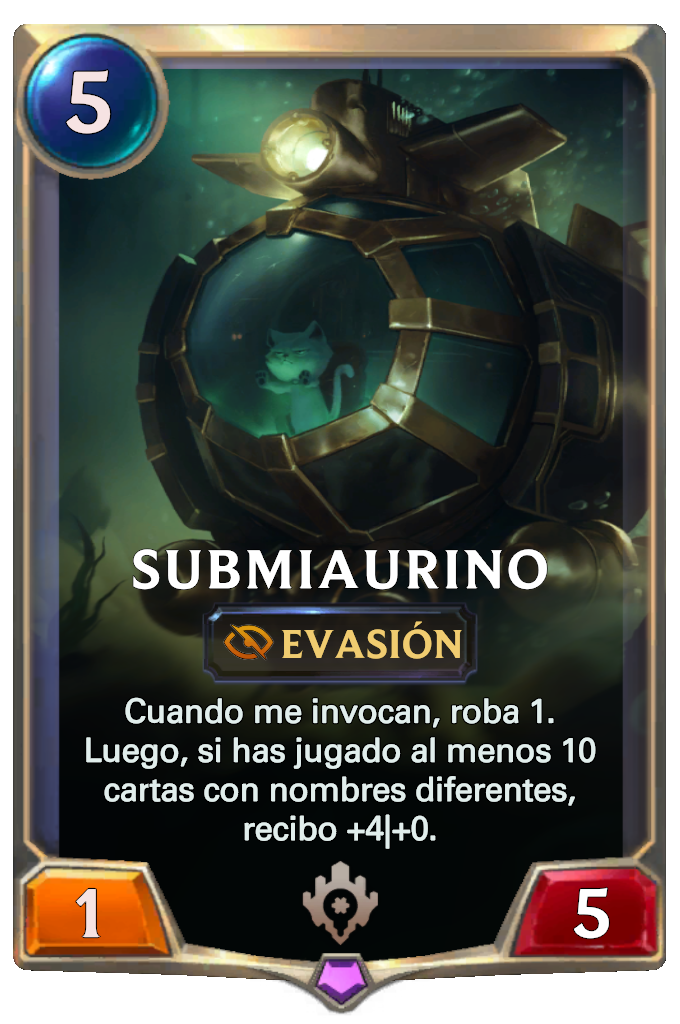 5
SUBMIAURINO
EVASIÓN
Cuando me invocan, roba 1.
Luego, si has jugado al menos 10
cartas con nombres diferentes,
recibo +4|+0.
1
5